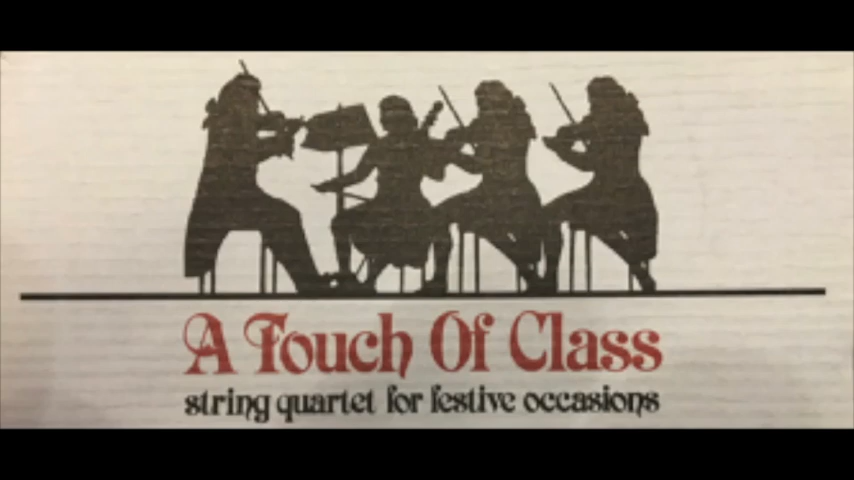 A Touch Of Class
string quartet for festive occasions